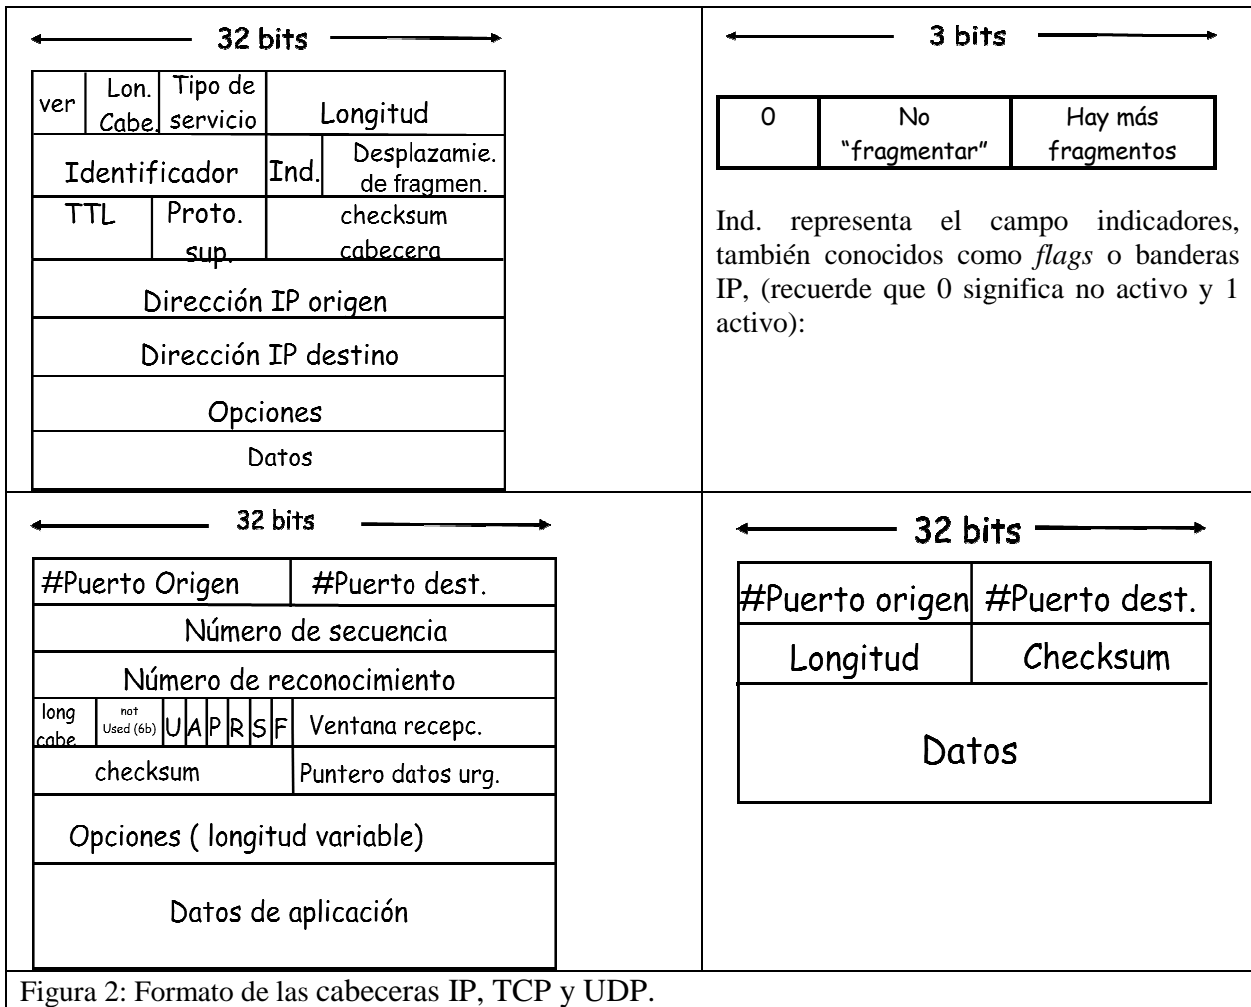 32 bits
ver
Lon.
Cabe.
Tipo de
servicio
Longitud
Identificador
Ind.
Desplazamie.
de fragmen.
TTL
Proto.
sup.
checksum
cabecera
Dirección IP origen
Dirección IP destino
Opciones
Datos
3 bits
0
No
“fragmentar”
Hay más
fragmentos
Ind. representa el campo indicadores,
también conocidos como flags o banderas
IP, (recuerde que 0 significa no activo y 1
activo):
32 bits
#Puerto Origen
#Puerto dest.
Número de secuencia
Número de reconocimiento
long
cabe.
not
Used (6b)
U
A
P
R
S
F
Ventana recepc.
checksum
Puntero datos urg.
Opciones ( longitud variable)
Datos de aplicación
32 bits
#Puerto origen
#Puerto dest.
Longitud
Checksum
Datos
Figura 2: Formato de las cabeceras IP, TCP y UDP.